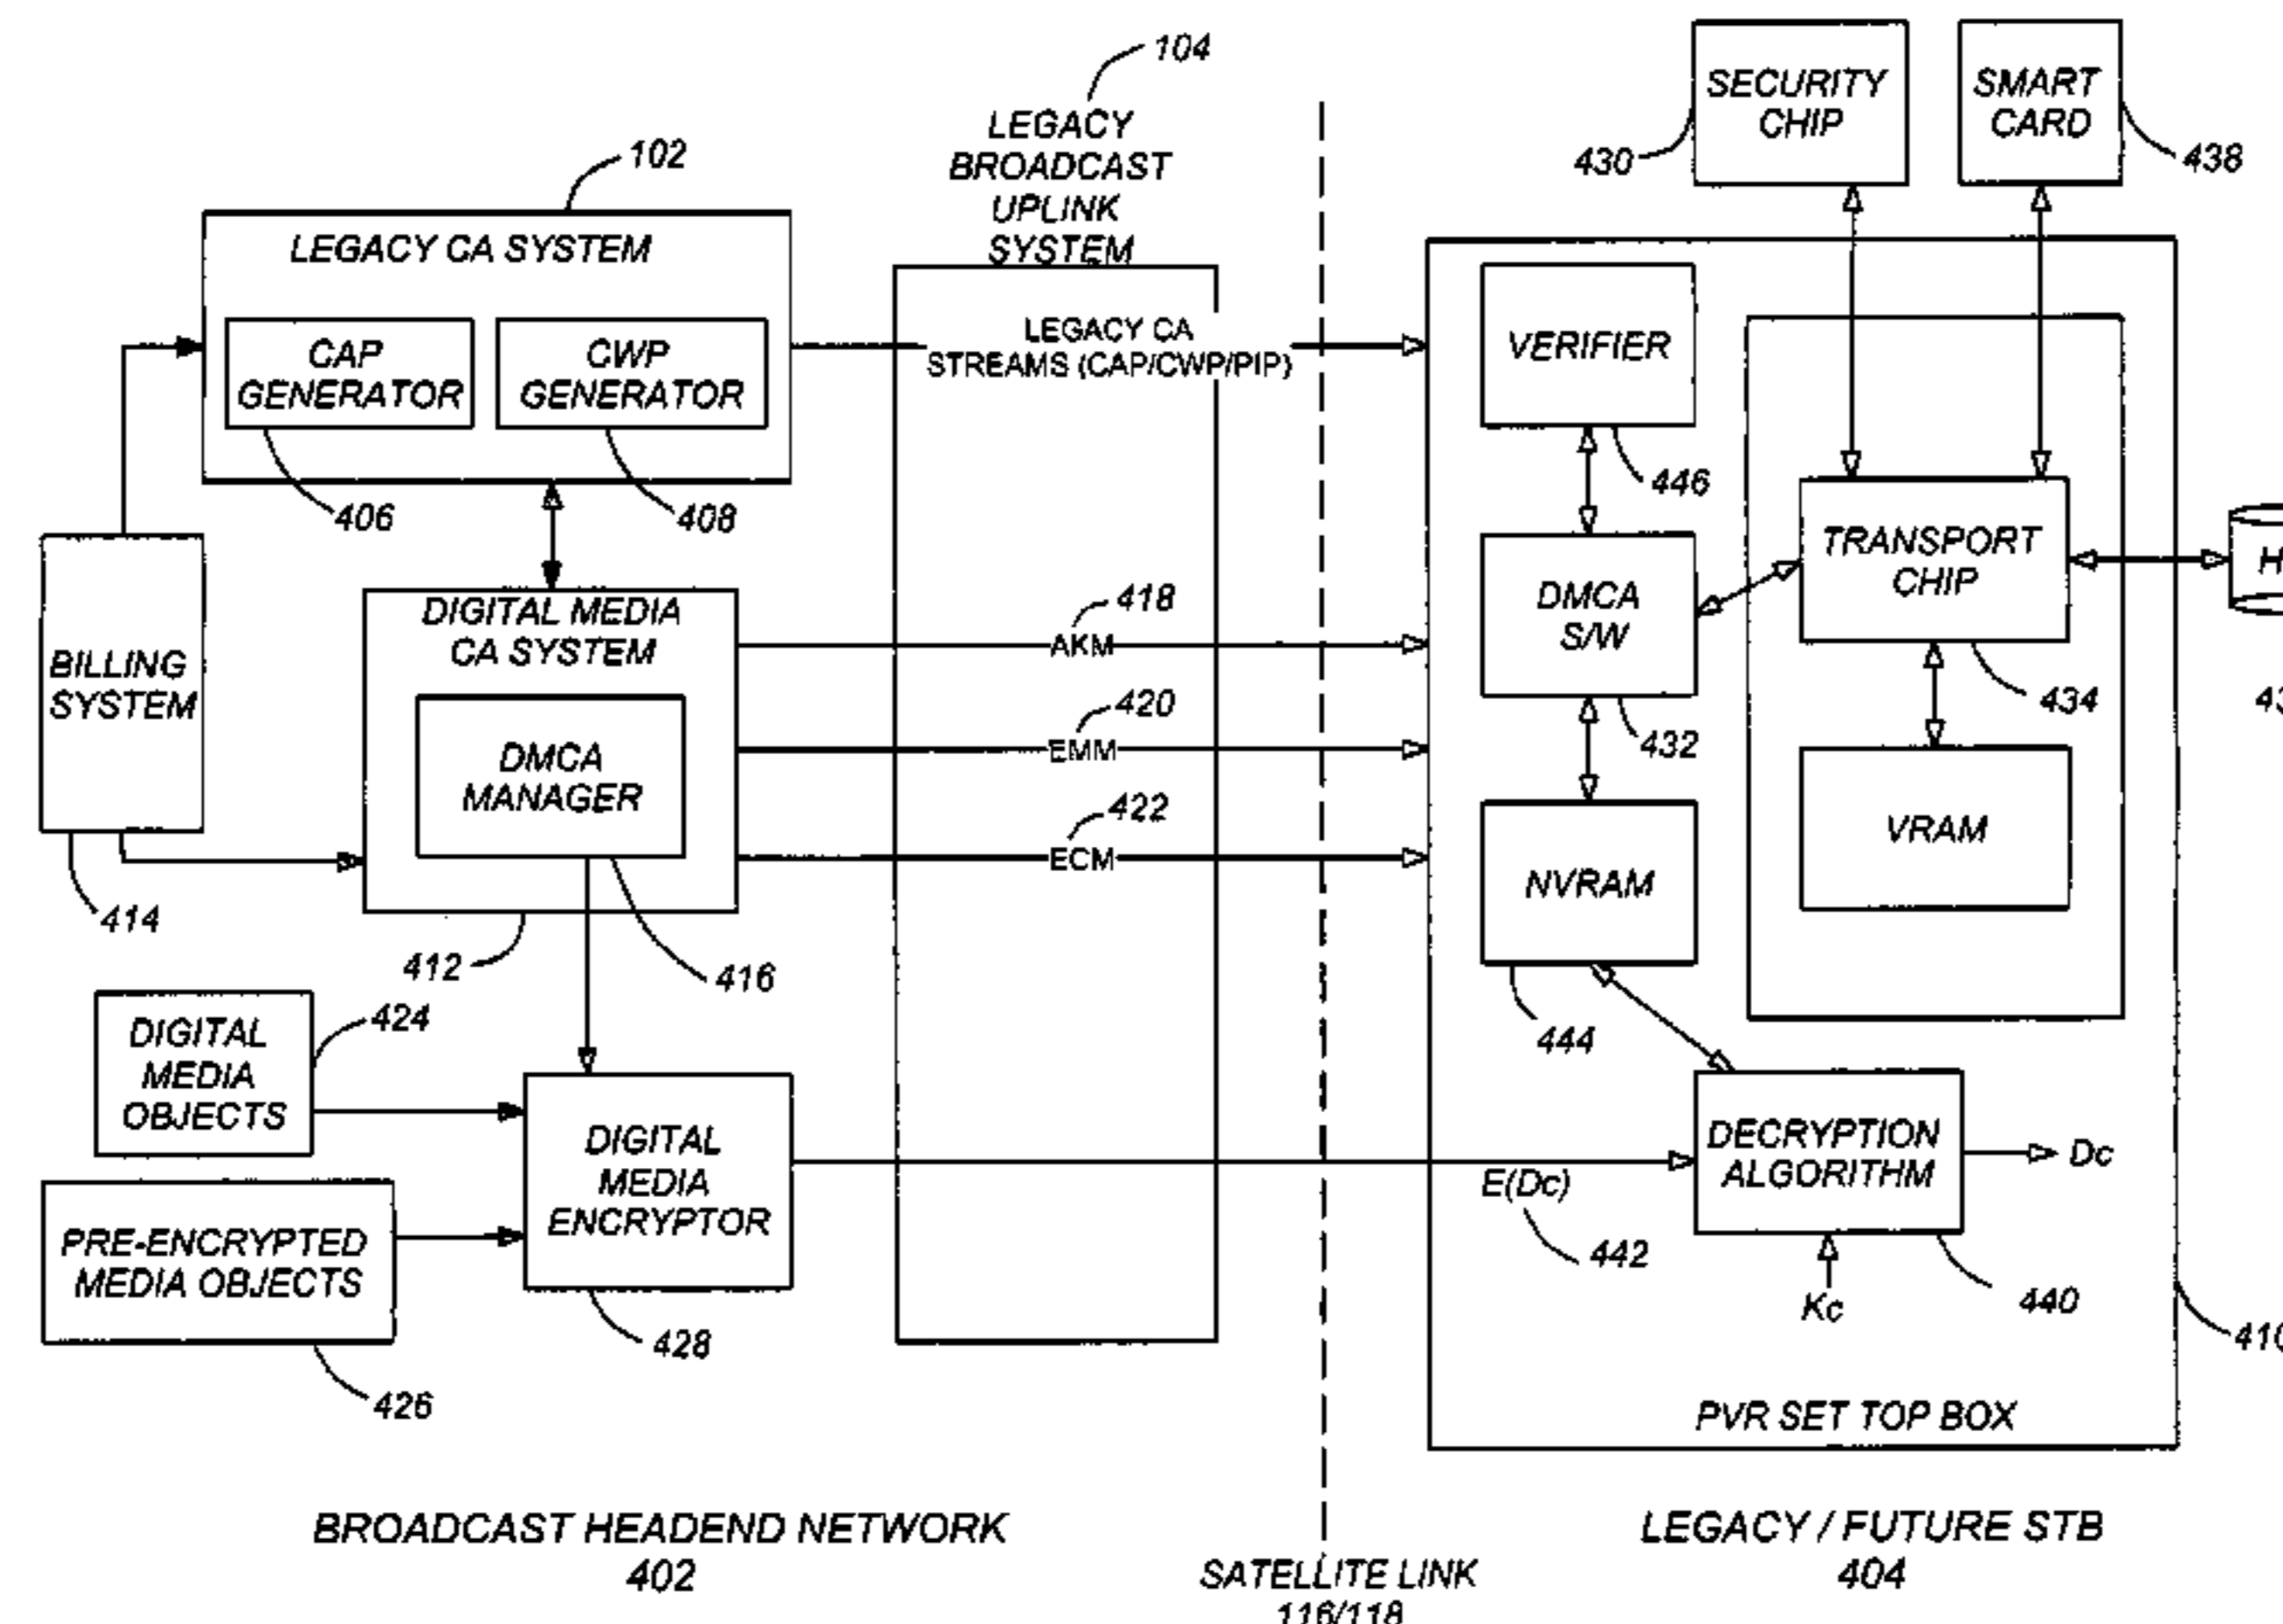 104
LEGACY
BROADCAST
UPLINK
SYSTEM
102
LEGACY CA SYSTEM
CAP
GENERATOR
CWP
GENERATOR
406
408
LEGACY CA
STREAMS (CAP/CWP/PIP)
BILLING
SYSTEM
414
DIGITAL MEDIA
CA SYSTEM
DMCA
MANAGER
412
416
418
AKM
420
EMM
422
ECM
DIGITAL
MEDIA
OBJECTS
424
PRE-ENCRYPTED
MEDIA OBJECTS
426
DIGITAL
MEDIA
ENCRYPTOR
428
SECURITY
CHIP
430
SMART
CARD
438
VERIFIER
446
DMCA
S/W
432
TRANSPORT
CHIP
434
H
43
NVRAM
444
VRAM
DECRYPTION
ALGORITHM
440
Dc
E(Dc)
442
Kc
410
PVR SET TOP BOX
BROADCAST HEADEND NETWORK
402
SATELLITE LINK
116/118
LEGACY / FUTURE STB
404